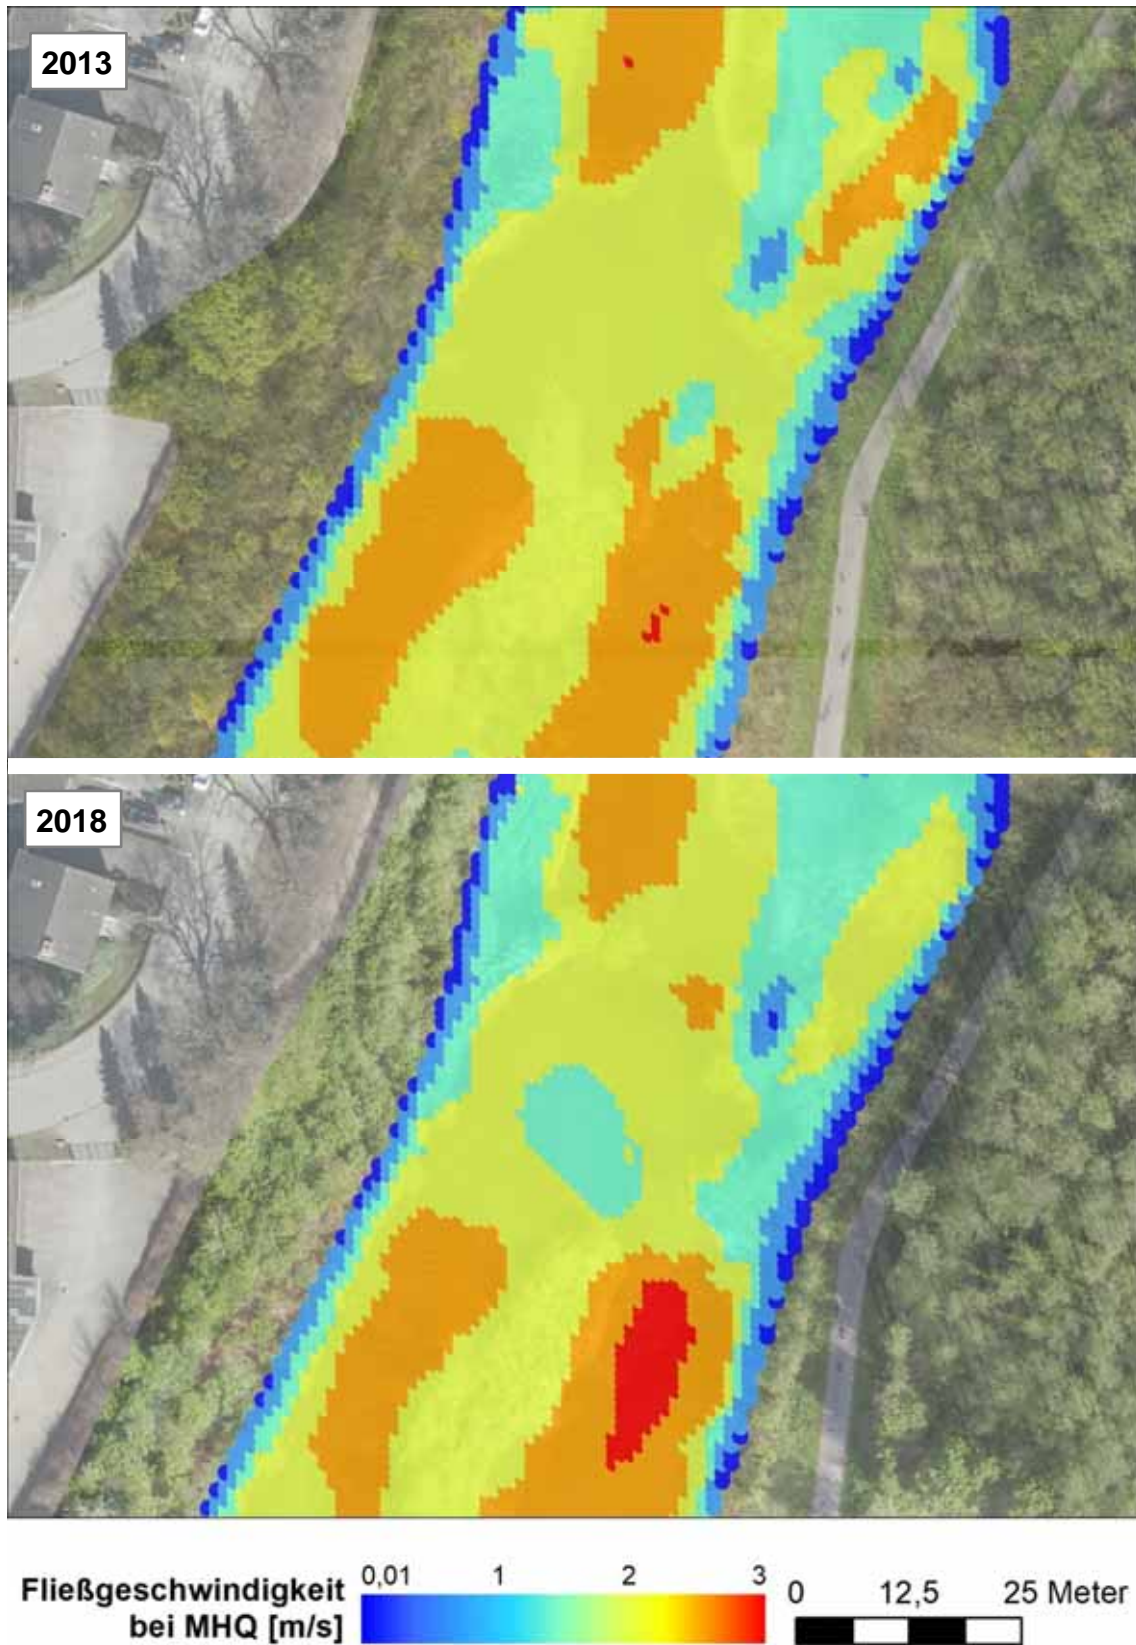 2013
2018
Fließgeschwindigkeit
bei MHQ [m/s]
0,01 1 2 3
0 12,5 25 Meter